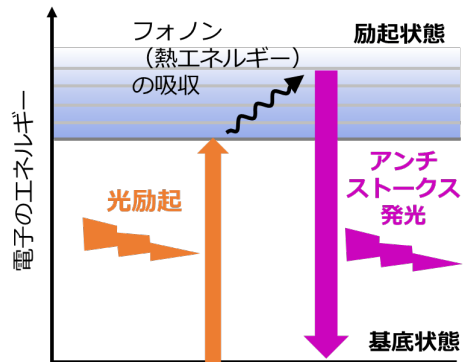 フォノン
（熱エネルギー）
の吸収
励起状態
電子のエネルギー
光励起
アンチ
ストークス
発光
基底状態